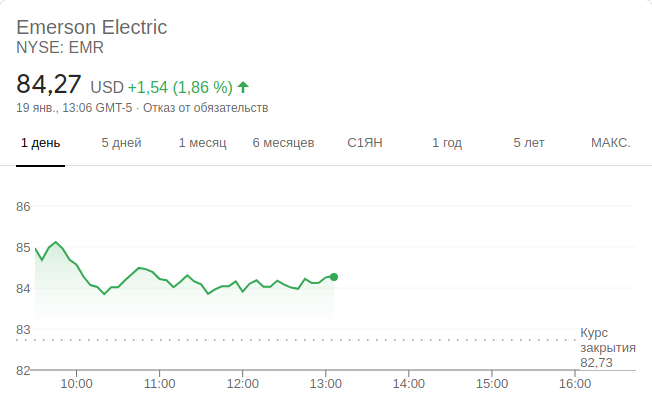 Emerson Electric
NYSE: EMR
84,27 USD +1,54 (1,86 %)
19 янв., 13:06 GMT-5 · Отказ от обязательств
1 день 5 дней 1 месяц 6 месяцев С1ЯН 1 год 5 лет МАКС.
86
85
84
83
Курс
закрытия
82,73
82
10:00 11:00 12:00 13:00 14:00 15:00 16:00